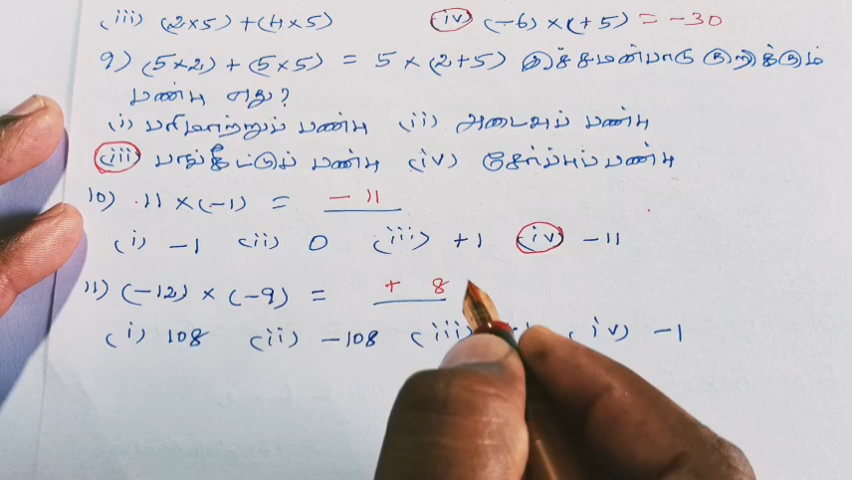 (iii) (2×5) + (4×5) (iv) (-6) × (+5) = -30
9) (5×2) + (5×5) = 5 × (2+5) இச்சமன்பாடு குறிக்கும்
பண்பு எது?
(i) பரிமாற்றுப் பண்பு (ii) அடைவுப் பண்பு
(iii) பங்கீட்டுப் பண்பு (iv) சேர்ப்புப் பண்பு
10) 11 × (-1) = -11
(i) -1 (ii) 0 (iii) +1 (iv) -11
11) (-12) × (-9) = + 8
(i) 108 (ii) -108 (iii) (iv) -1